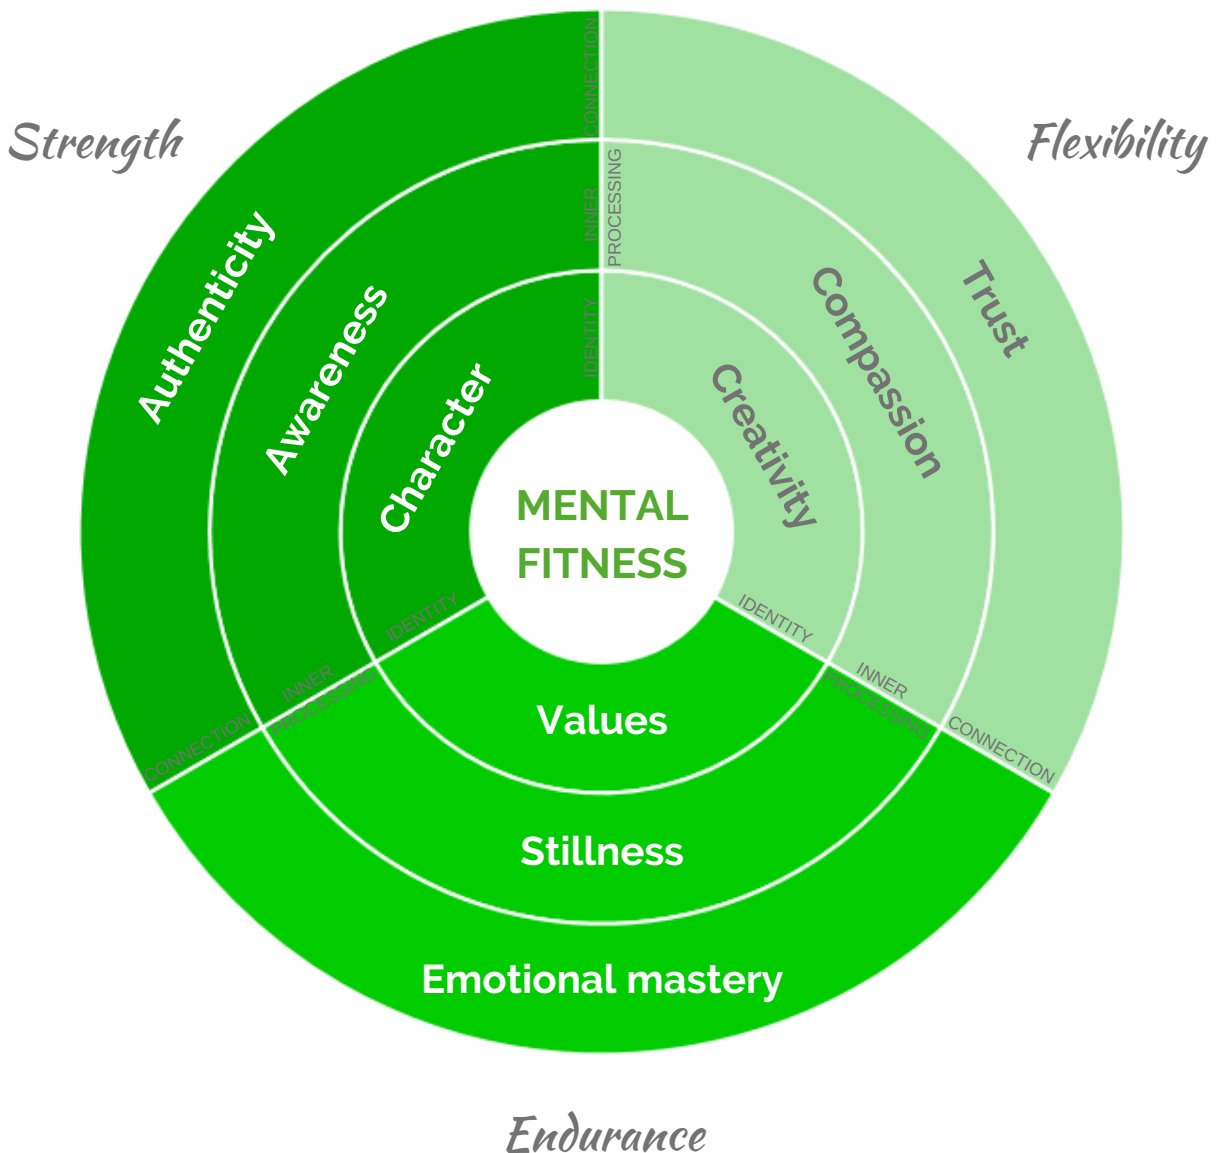 Strength
Flexibility
CONNECTION
INNER
PROCESSING
IDENTITY
Authenticity
Awareness
Character
Trust
Compassion
Creativity
MENTAL
FITNESS
IDENTITY
INNER
PROCESSING
CONNECTION
IDENTITY
INNER
PROCESSING
CONNECTION
Values
Stillness
Emotional mastery
Endurance